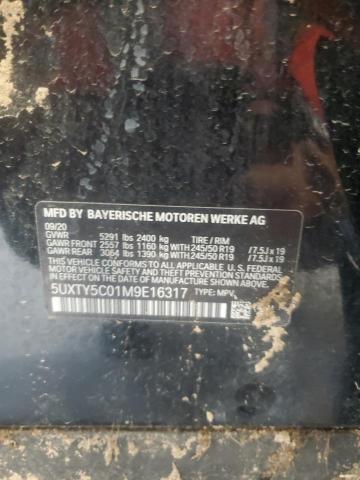 MFD BY BAYERISCHE MOTOREN WERKE AG
09/20
GVWR 5291 lbs 2400 kg TIRE / RIM
GAWR FRONT 2557 lbs 1160 kg WITH 245/50 R19 / 7.5J x 19
GAWR REAR 3064 lbs 1390 kg WITH 245/50 R19 / 7.5J x 19
THIS VEHICLE CONFORMS TO ALL APPLICABLE U.S. FEDERAL
MOTOR VEHICLE SAFETY STANDARDS IN EFFECT ON THE
DATE OF MANUFACTURE SHOWN ABOVE.
5UXTY5C01M9E16317 TYPE: MPV